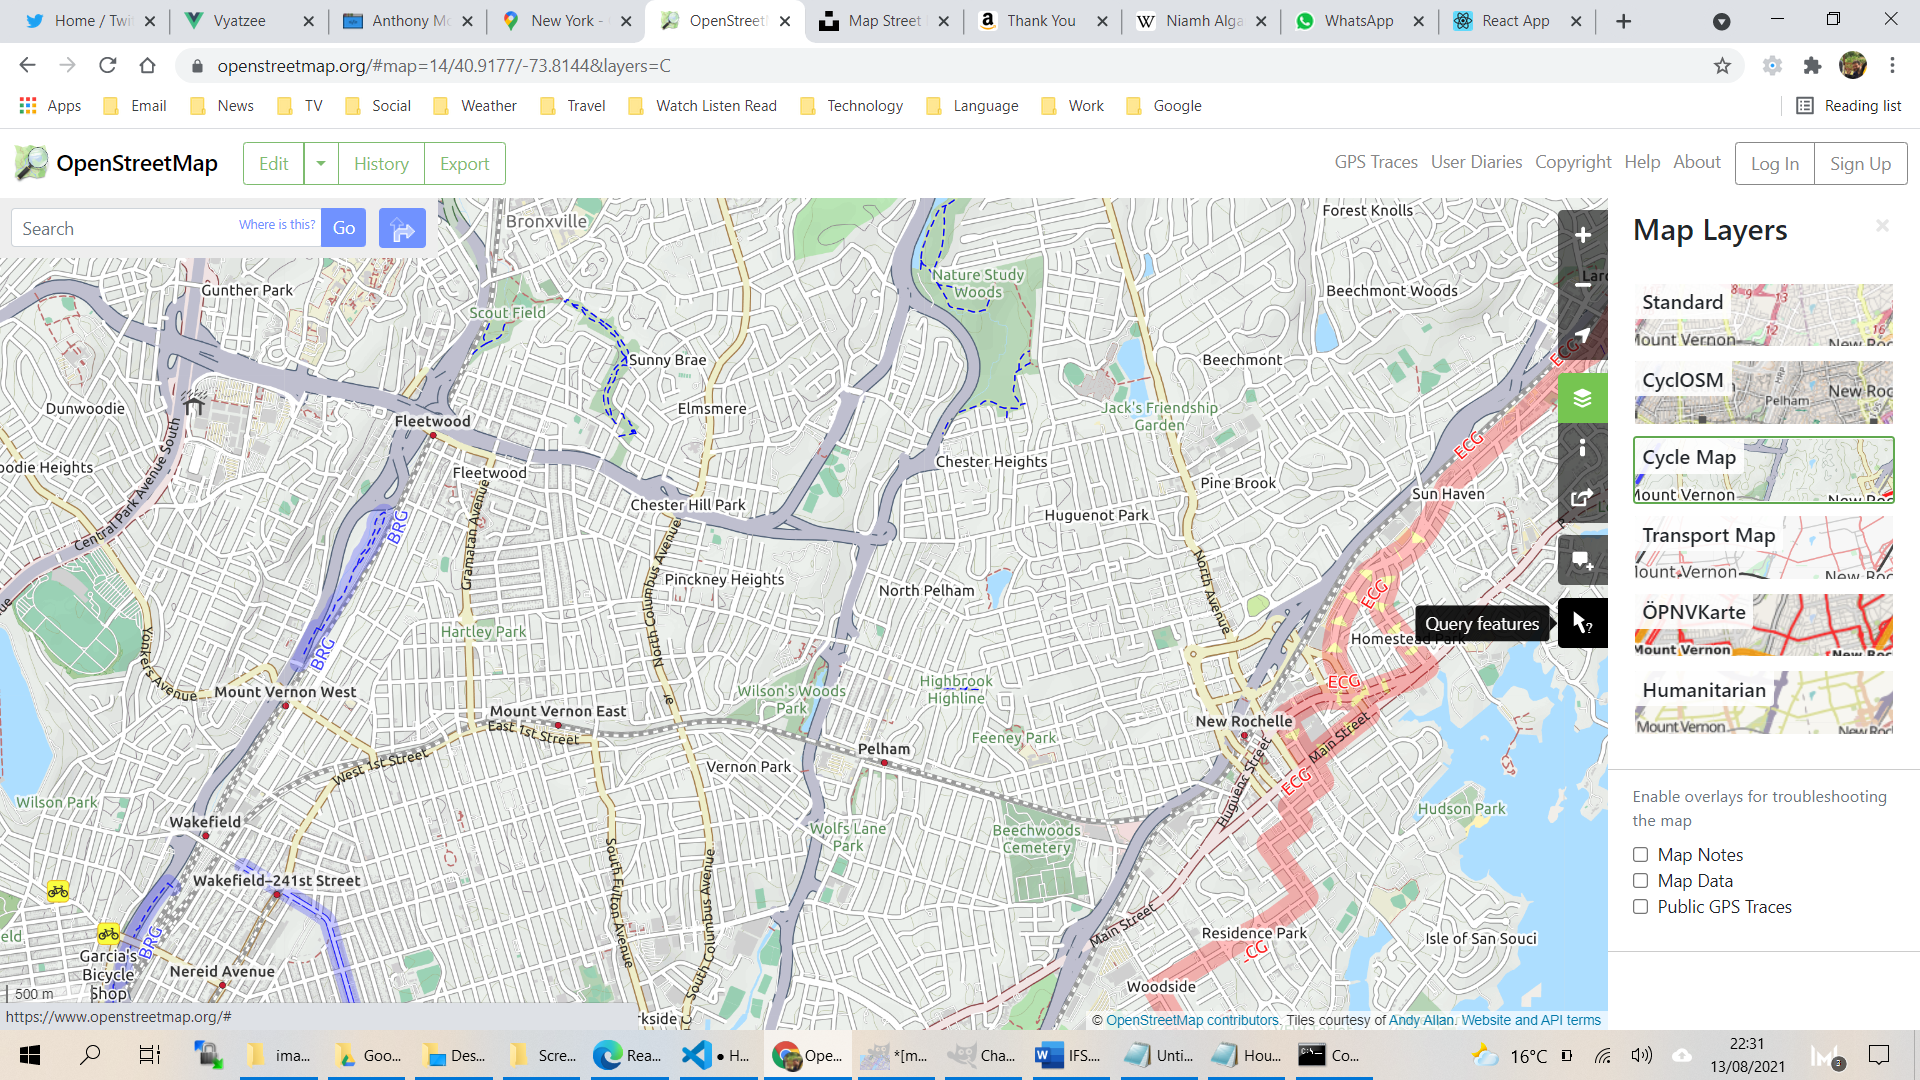 Home / Twi
Vyatzee
Anthony Mc
New York -
OpenStreet
Map Street
Thank You
Niamh Alga
WhatsApp
React App
openstreetmap.org/#map=14/40.9177/-73.8144&layers=C
Apps
Email
News
TV
Social
Weather
Travel
Watch Listen Read
Technology
Language
Work
Google
Reading list
OpenStreetMap
Edit
History
Export
GPS Traces
User Diaries
Copyright
Help
About
Log In
Sign Up
Search
Where is this?
Go
Bronxville
Forest Knolls
Gunther Park
Scout Field
Nature Study
Woods
Beechmont Woods
Larc
Sunny Brae
Beechmont
Dunwoodie
Elmsmere
Fleetwood
Jack's Friendship
Garden
ECG
oodie Heights
Central Park Avenue South
Fleetwood
Chester Heights
Pine Brook
Sun Haven
Chester Hill Park
Huguenot Park
BRG
Gramatan Avenue
North Columbus Avenue
Pinckney Heights
North Pelham
North Avenue
ECG
ECG
Query features
Homestead Park
Hartley Park
BRG
Yonkers Avenue
Mount Vernon West
Wilson's Woods
Park
Highbrook
Highline
ECG
Mount Vernon East
East 1st Street
New Rochelle
Main Street
Feeney Park
Pelham
West 1st Street
Vernon Park
Huguenot Street
ECG
Wilson Park
Wakefield
Wolfs Lane
Park
Beechwoods
Cemetery
Hudson Park
Wakefield–241st Street
South Fulton Avenue
South Columbus Avenue
Main Street
Residence Park
Isle of San Souci
CG
BRG
Garcia's
Bicycle
Shop
Nereid Avenue
Woodside
500 m
rkside
https://www.openstreetmap.org/#
© OpenStreetMap contributors. Tiles courtesy of Andy Allan. Website and API terms
Map Layers
Standard
CyclOSM
Cycle Map
Transport Map
ÖPNVKarte
Humanitarian
Enable overlays for troubleshooting
the map
Map Notes
Map Data
Public GPS Traces
ima...
Goo...
Des...
Scre...
Rea...
● H...
Ope...
*[m...
Cha...
IFS....
Unti...
Hou...
Co...
16°C
22:31
13/08/2021
3